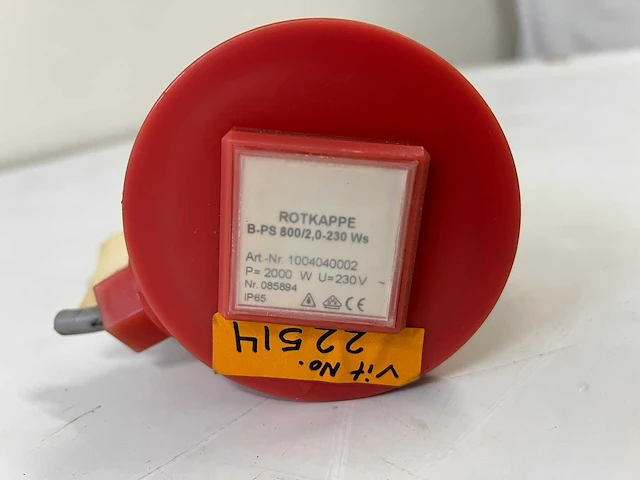 ROTKAPPE
B-PS 800/2,0-230 Ws
Art.-Nr. 1004040002
P= 2000 W U=230V ~
Nr. 085894
IP65 CE
Vit No.
22514